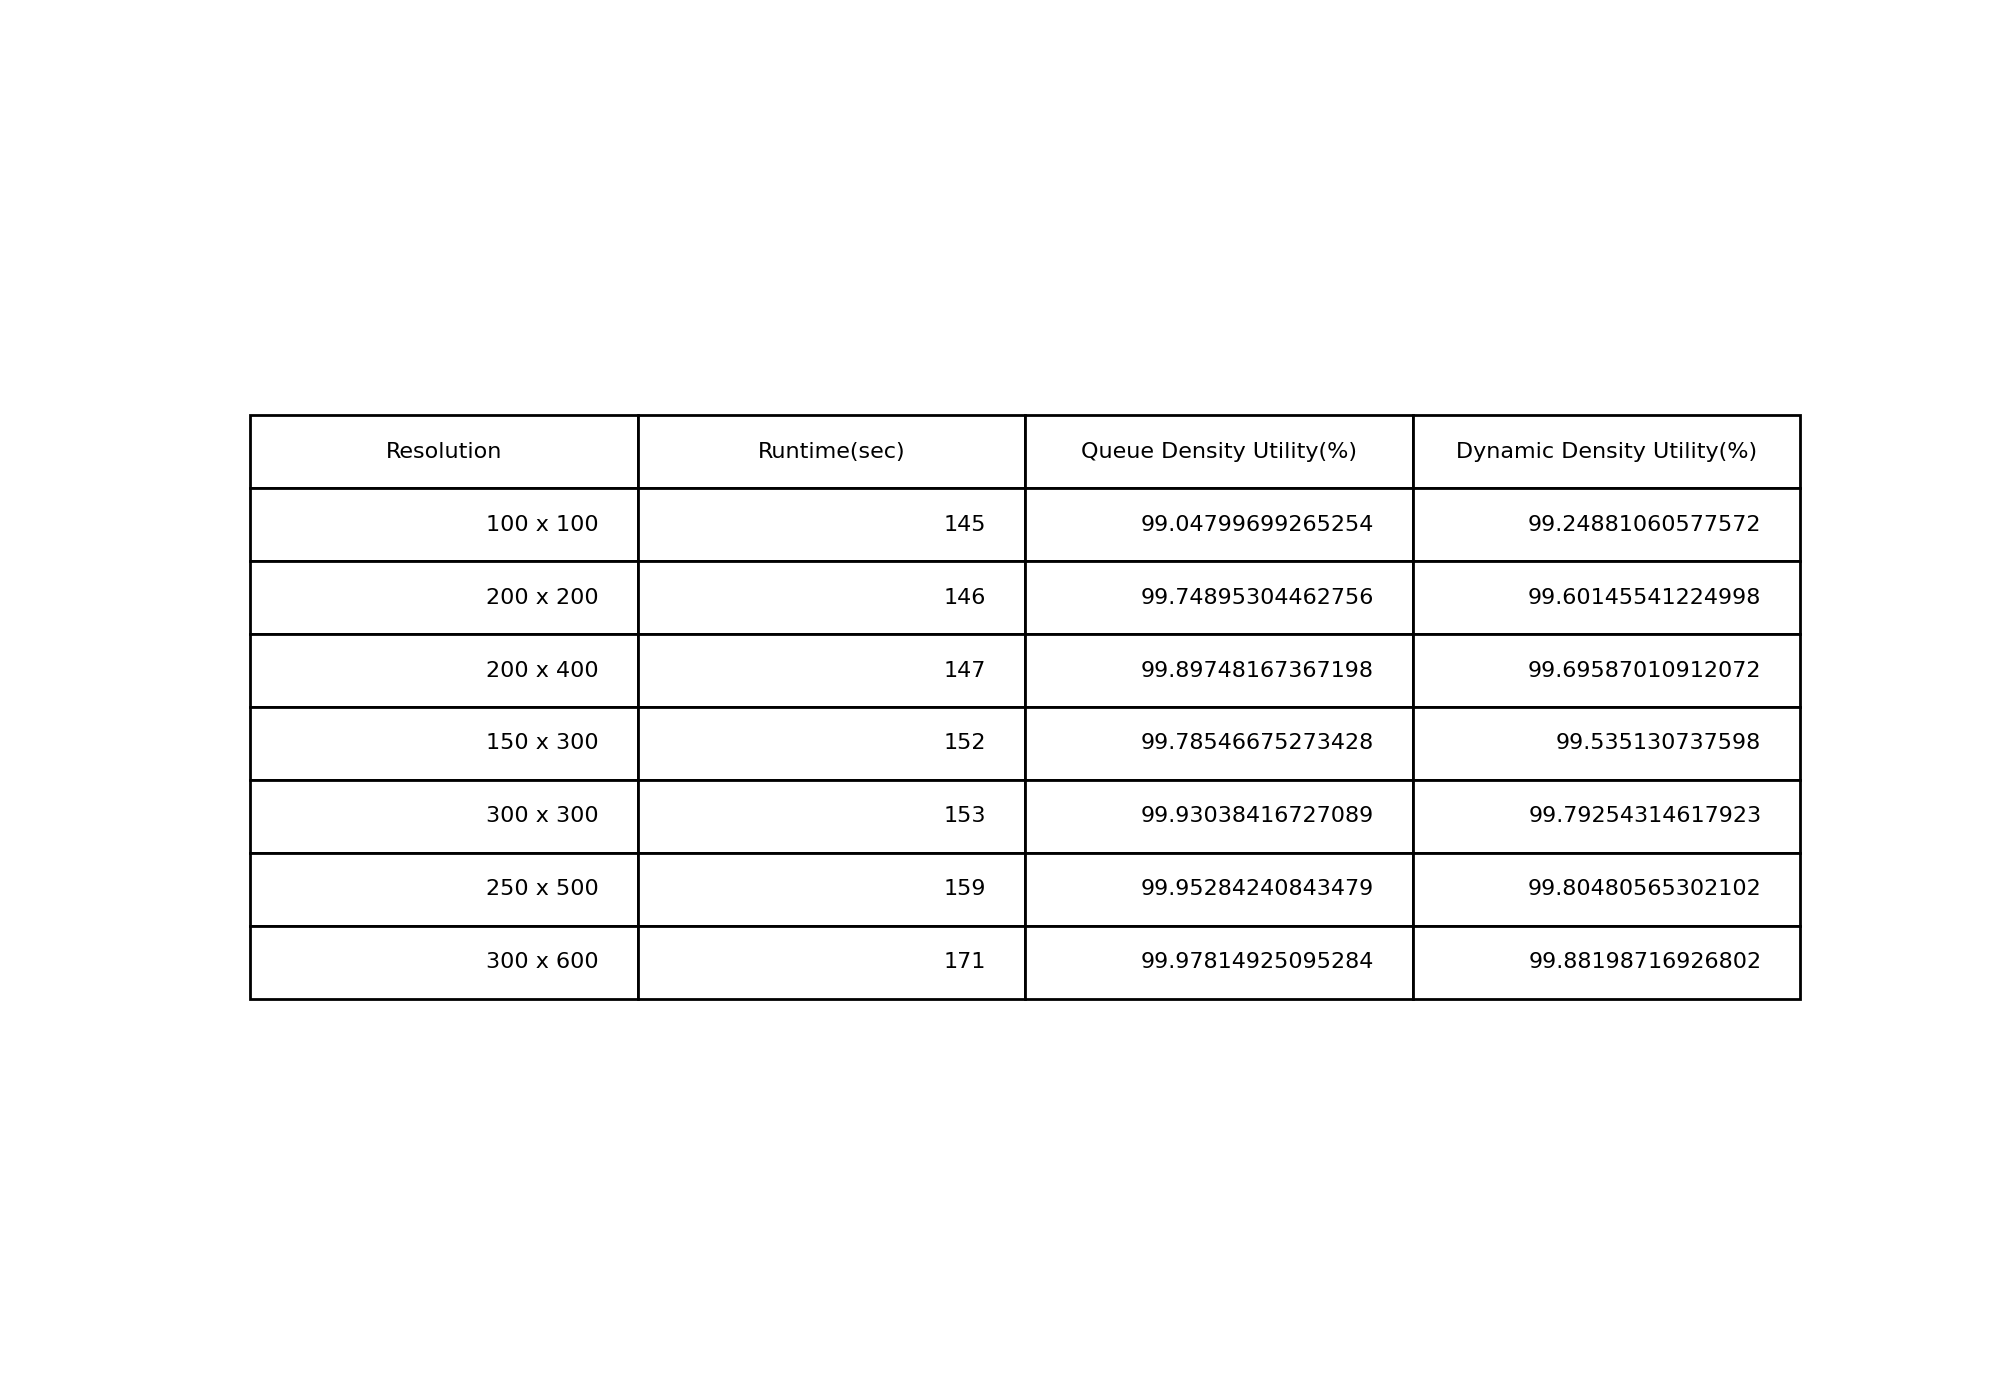 Resolution Runtime(sec) Queue Density Utility(%) Dynamic Density Utility(%)
100 x 100 145 99.04799699265254 99.24881060577572
200 x 200 146 99.74895304462756 99.60145541224998
200 x 400 147 99.89748167367198 99.69587010912072
150 x 300 152 99.78546675273428 99.535130737598
300 x 300 153 99.93038416727089 99.79254314617923
250 x 500 159 99.95284240843479 99.80480565302102
300 x 600 171 99.97814925095284 99.88198716926802